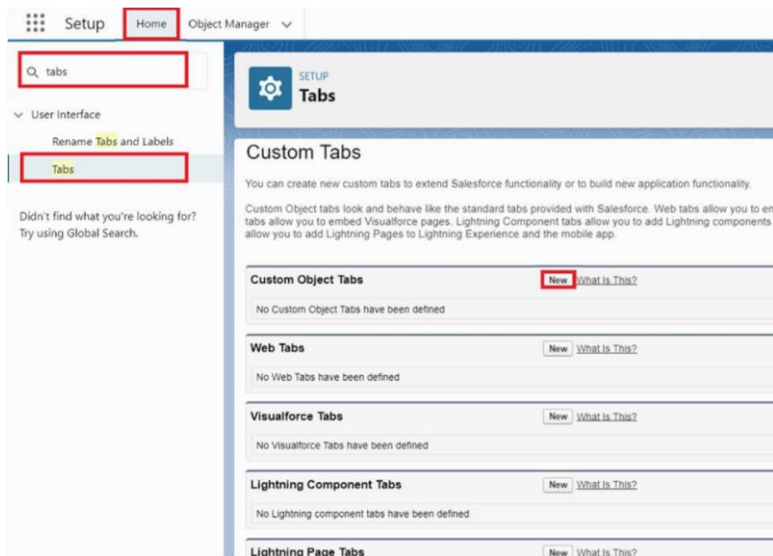 Setup
Home
Object Manager
tabs
User Interface
Rename Tabs and Labels
Tabs
Didn't find what you're looking for?
Try using Global Search.
SETUP
Tabs
Custom Tabs
You can create new custom tabs to extend Salesforce functionality or to build new application functionality.
Custom Object tabs look and behave like the standard tabs provided with Salesforce. Web tabs allow you to
tabs allow you to embed Visualforce pages. Lightning Component tabs allow you to add Lightning components
allow you to add Lightning Pages to Lightning Experience and the mobile app.
Custom Object Tabs New What Is This?
No Custom Object Tabs have been defined
Web Tabs New What Is This?
No Web Tabs have been defined
Visualforce Tabs New What Is This?
No Visualforce Tabs have been defined
Lightning Component Tabs New What Is This?
No Lightning component tabs have been defined
Lightning Page Tabs New What Is This?